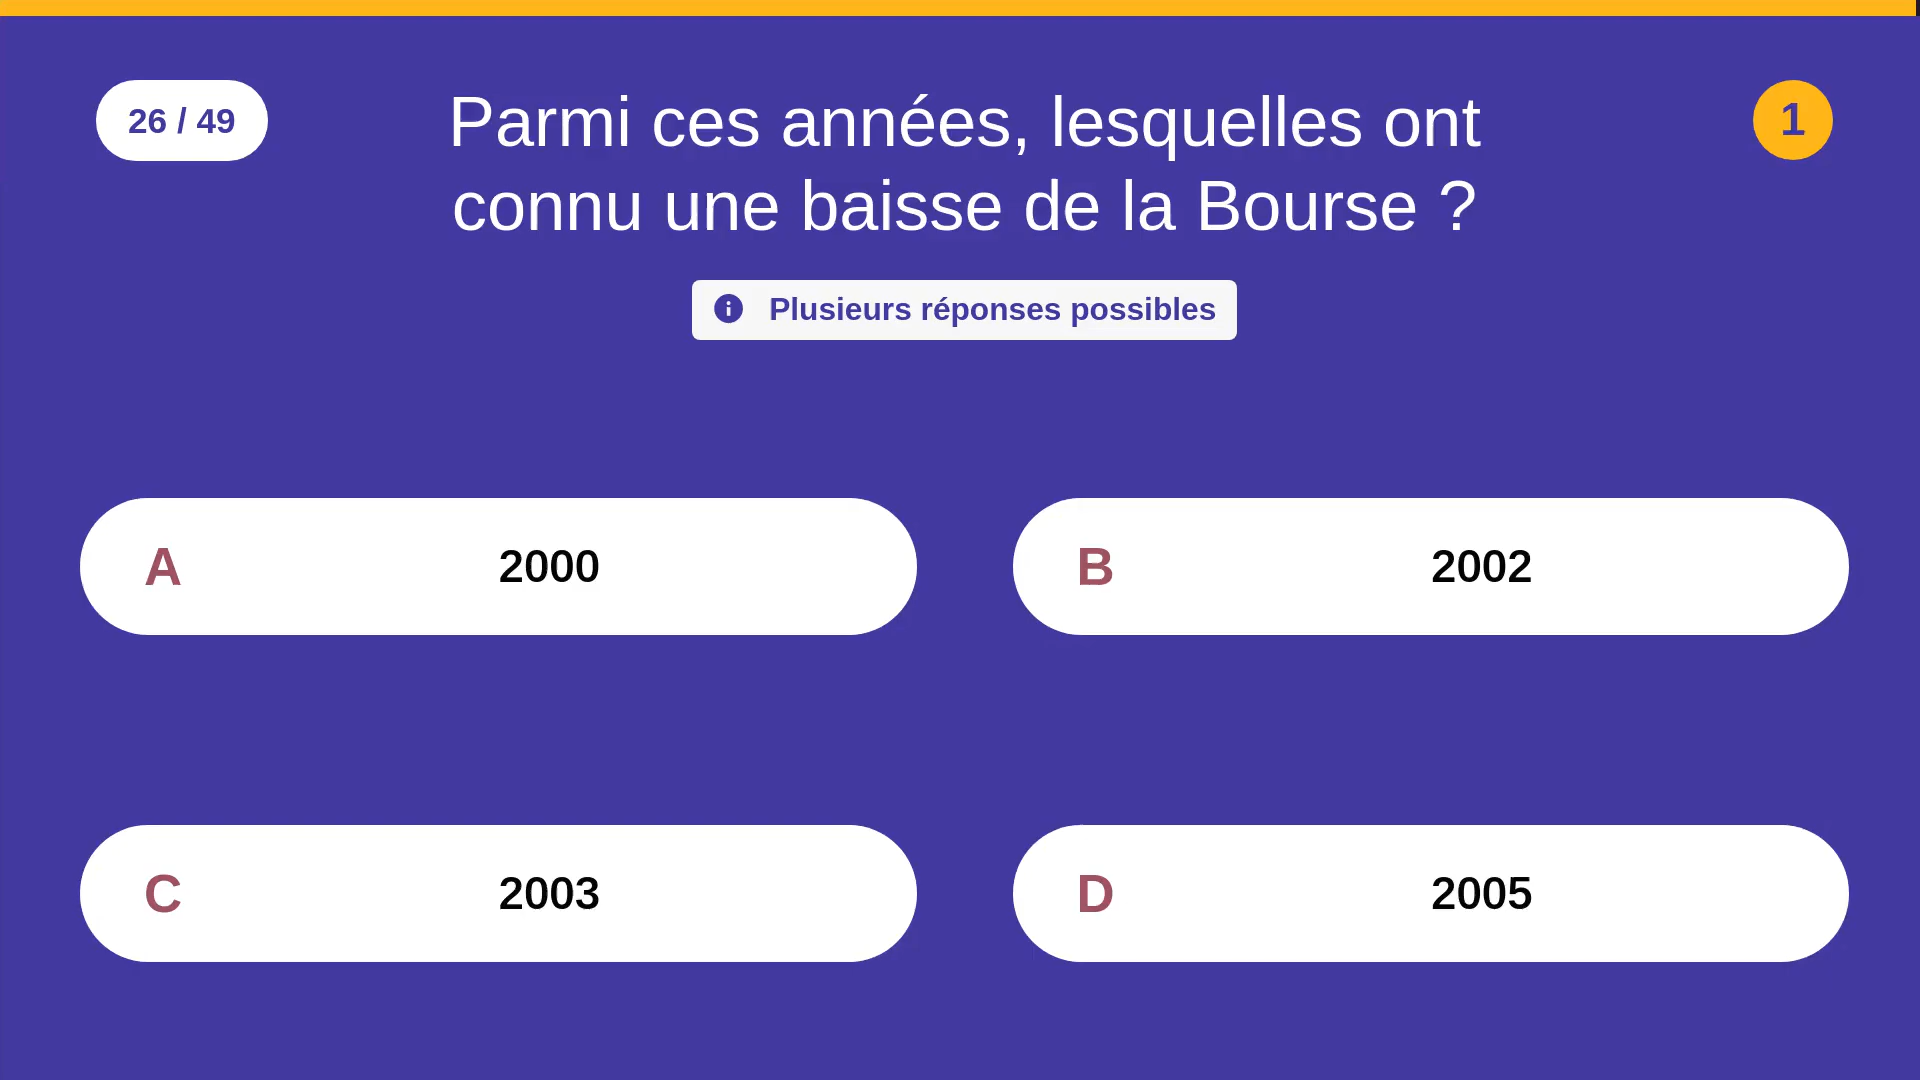 26 / 49
Parmi ces années, lesquelles ont
connu une baisse de la Bourse ?
1
Plusieurs réponses possibles
A 2000
B 2002
C 2003
D 2005